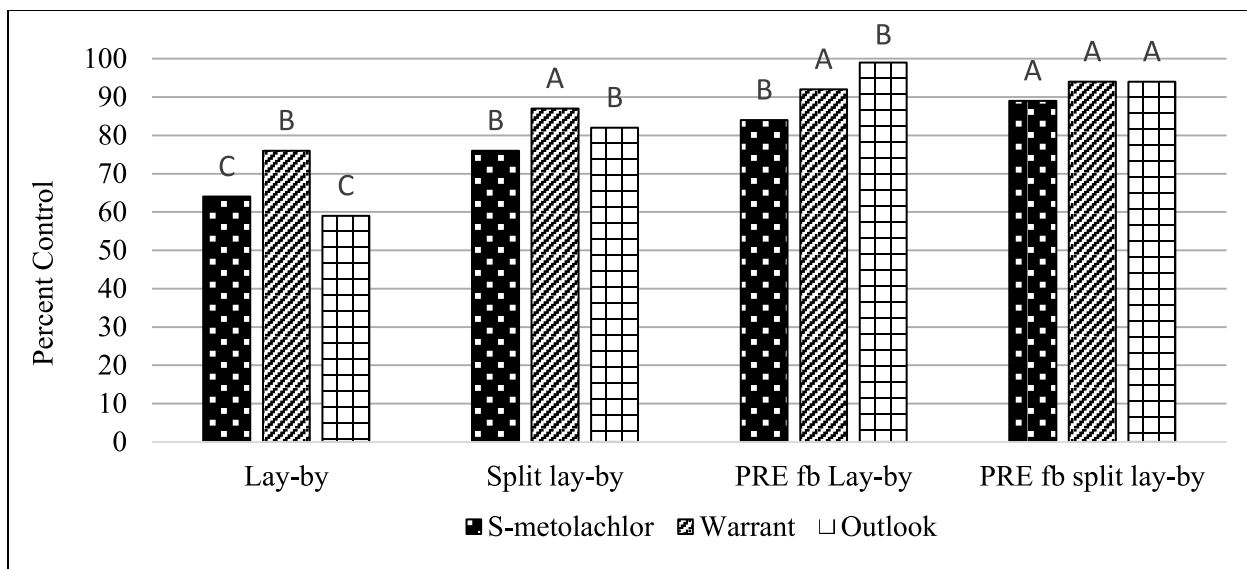 Percent Control
100
90
80
70
60
50
40
30
20
10
0
C
B
C
B
A
B
B
A
B
A
A
A
Lay-by
Split lay-by
PRE fb Lay-by
PRE fb split lay-by
S-metolachlor
Warrant
Outlook